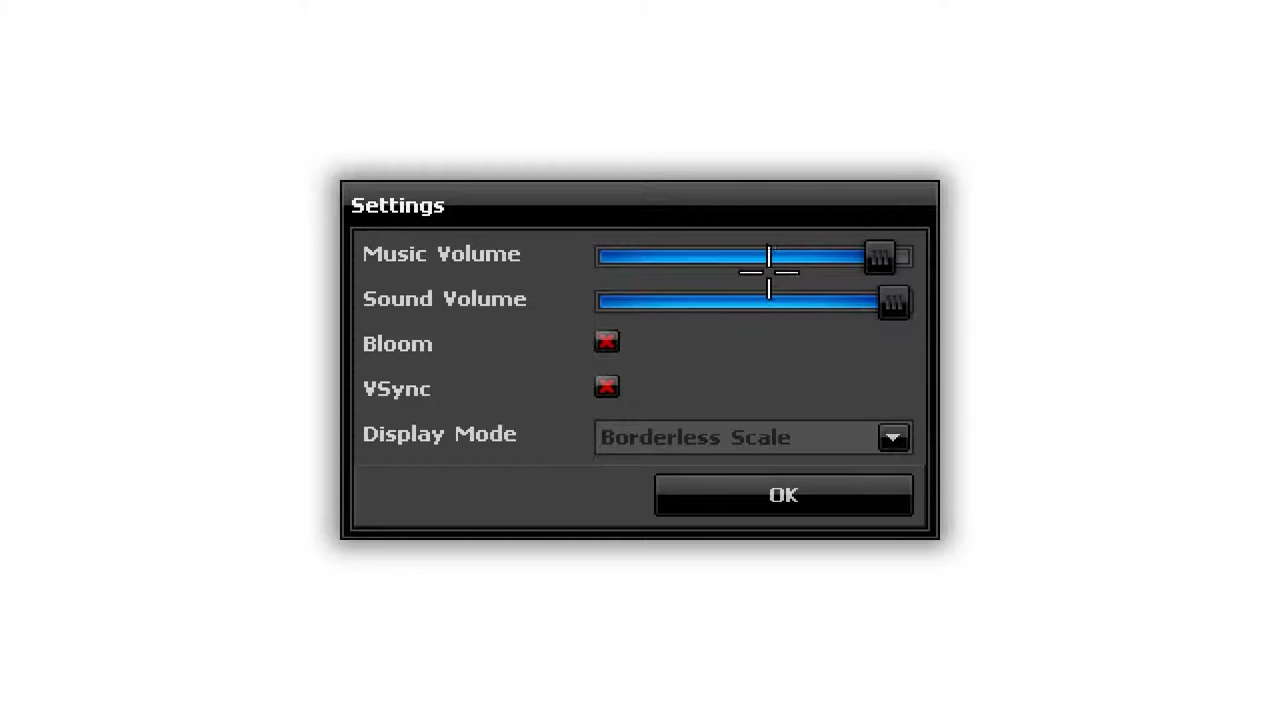 Settings
Music Volume
Sound Volume
Bloom
VSync
Display Mode Borderless Scale
OK